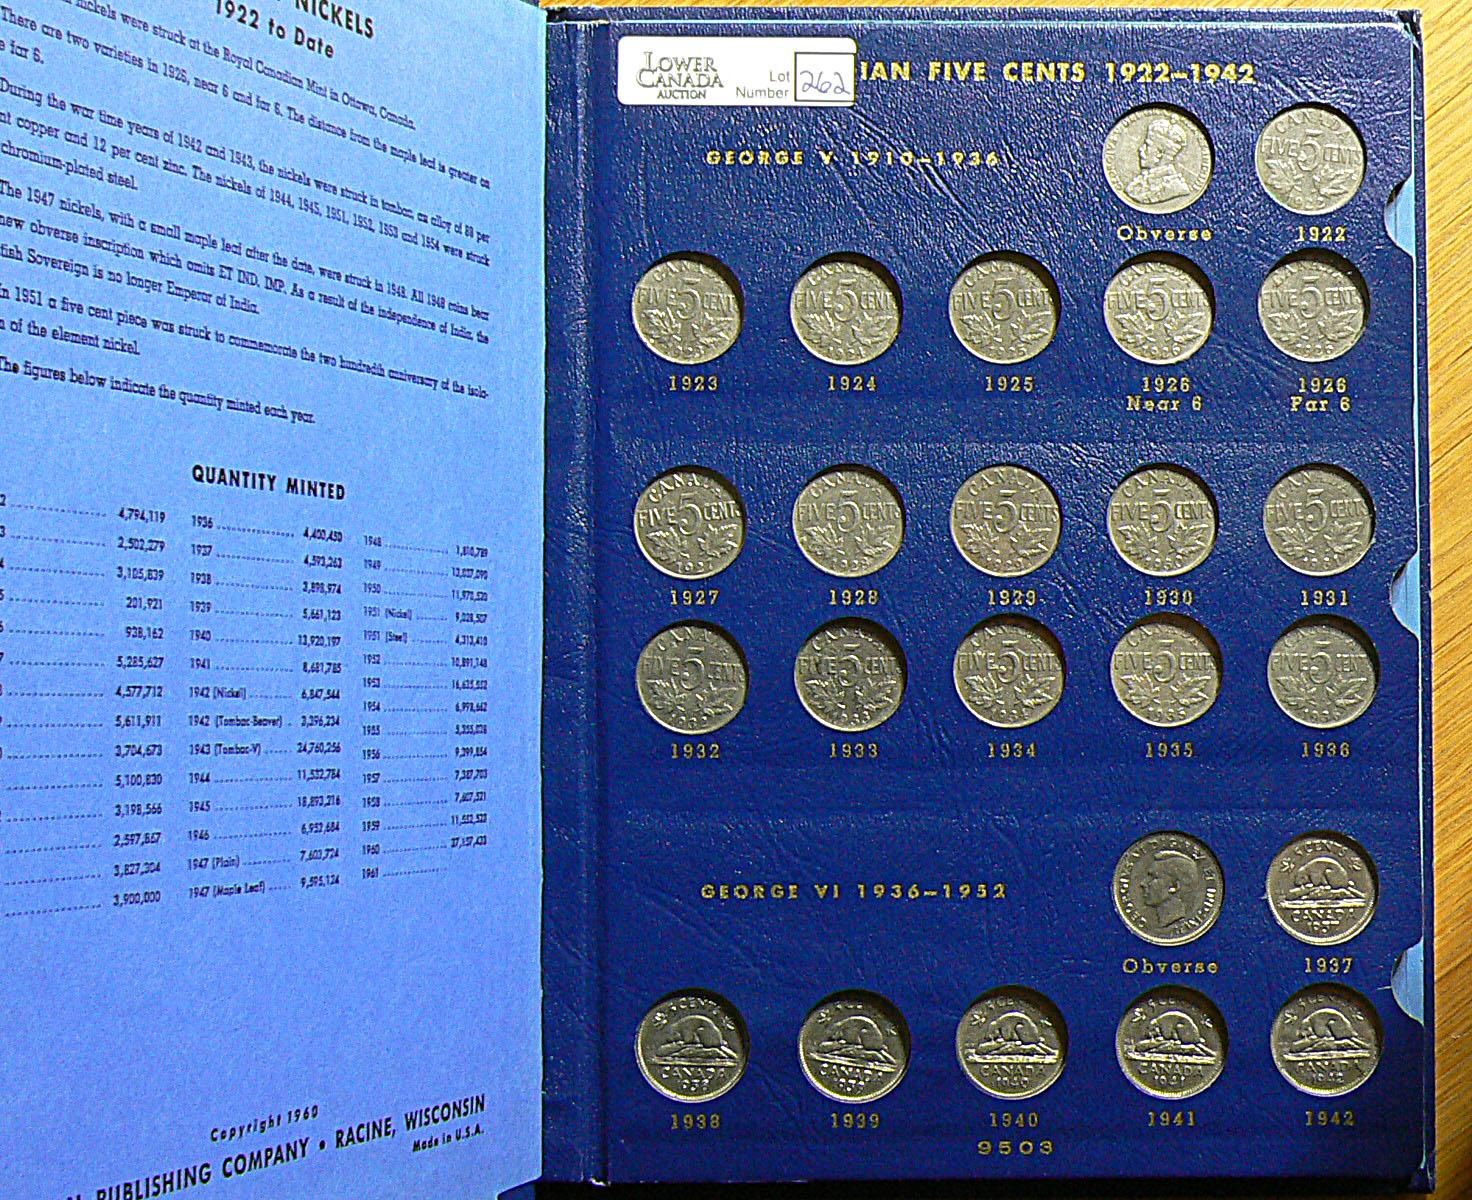 NICKELS
1922 to Date
nickels were struck at the Royal Canadian Mint in Ottawa, Canada.
There are two varieties in 1926, near 6 and far 6. The distance from the maple leaf is greater on
far 6.
During the war time years of 1942 and 1943, the nickels were struck in tombac, an alloy of 88 per
copper and 12 per cent zinc. The nickels of 1944, 1945, 1951, 1952, 1953 and 1954 were struck
chromium-plated steel.
The 1947 nickels, with a small maple leaf after the date, were struck in 1948. All 1948 coins bear
new obverse inscription which omits ET IND. IMP. As a result of the independence of India, the
Sovereign is no longer Emperor of India.
In 1951 a five cent piece was struck to commemorate the two hundredth anniversary of the isola-
of the element nickel.
The figures below indicate the quantity minted each year.
QUANTITY MINTED
4,794,119
2,502,279
3,105,839
201,921
938,162
5,285,627
4,577,712
5,611,911
3,704,673
5,100,830
3,198,566
2,597,867
3,827,304
3,900,000
1936 4,400,450
1937 4,593,263
1938 3,898,974
1939 5,661,123
1940 13,920,197
1941 8,681,785
1942 (Nickel) 6,847,544
1942 (Tombac-Beaver) 3,396,234
1943 (Tombac-V) 24,760,256
1944 11,532,784
1945 18,893,216
1946 6,952,684
1947 (Plain) 7,603,724
1947 (Maple Leaf) 9,595,124
1948 1,810,789
1949 13,037,090
1950 11,970,520
1951 (Nickel) 9,028,507
1951 (Steel) 4,313,410
1952 10,891,148
1953 16,635,552
1954 6,998,662
1955 5,355,028
1956 9,399,854
1957 7,387,703
1958 7,607,521
1959 11,552,523
1960 37,157,433
1961
Copyright 1960
PUBLISHING COMPANY • RACINE, WISCONSIN
Made in U.S.A.
LOWER
CANADA
AUCTION
Lot
Number 262
IAN FIVE CENTS 1922-1942
GEORGE V 1910-1936
Obverse 1922
1923 1924 1925 1926 1926
Near 6 Far 6
1927 1928 1929 1930 1931
1932 1933 1934 1935 1936
GEORGE VI 1936-1952
Obverse 1937
1938 1939 1940 1941 1942
9503